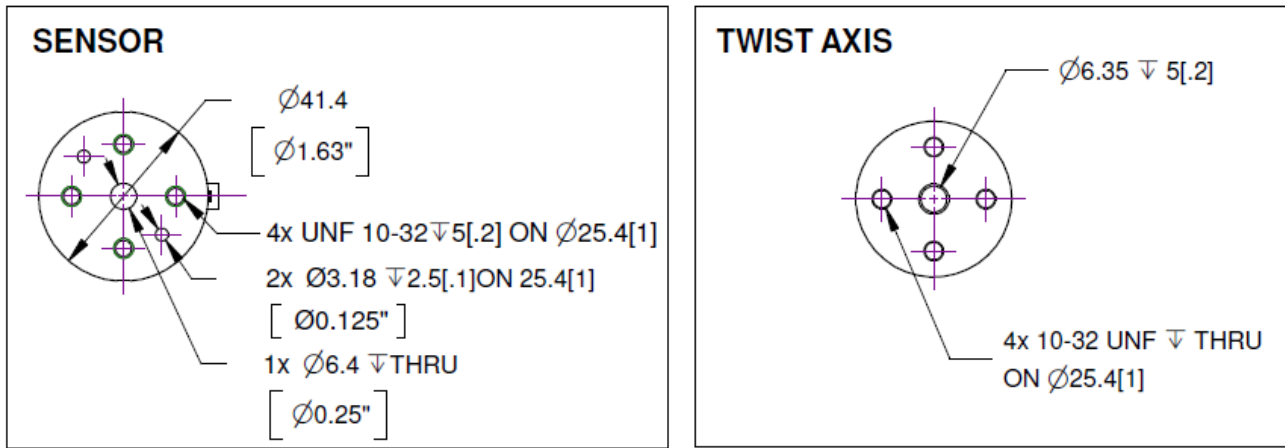 SENSOR
Ø41.4
[Ø1.63"]
4x UNF 10-32↧5[.2] ON Ø25.4[1]
2x Ø3.18 ↧2.5[.1]ON 25.4[1]
[Ø0.125"]
1x Ø6.4 ↧THRU
[Ø0.25"]
TWIST AXIS
Ø6.35 ↧ 5[.2]
4x 10-32 UNF ↧ THRU
ON Ø25.4[1]